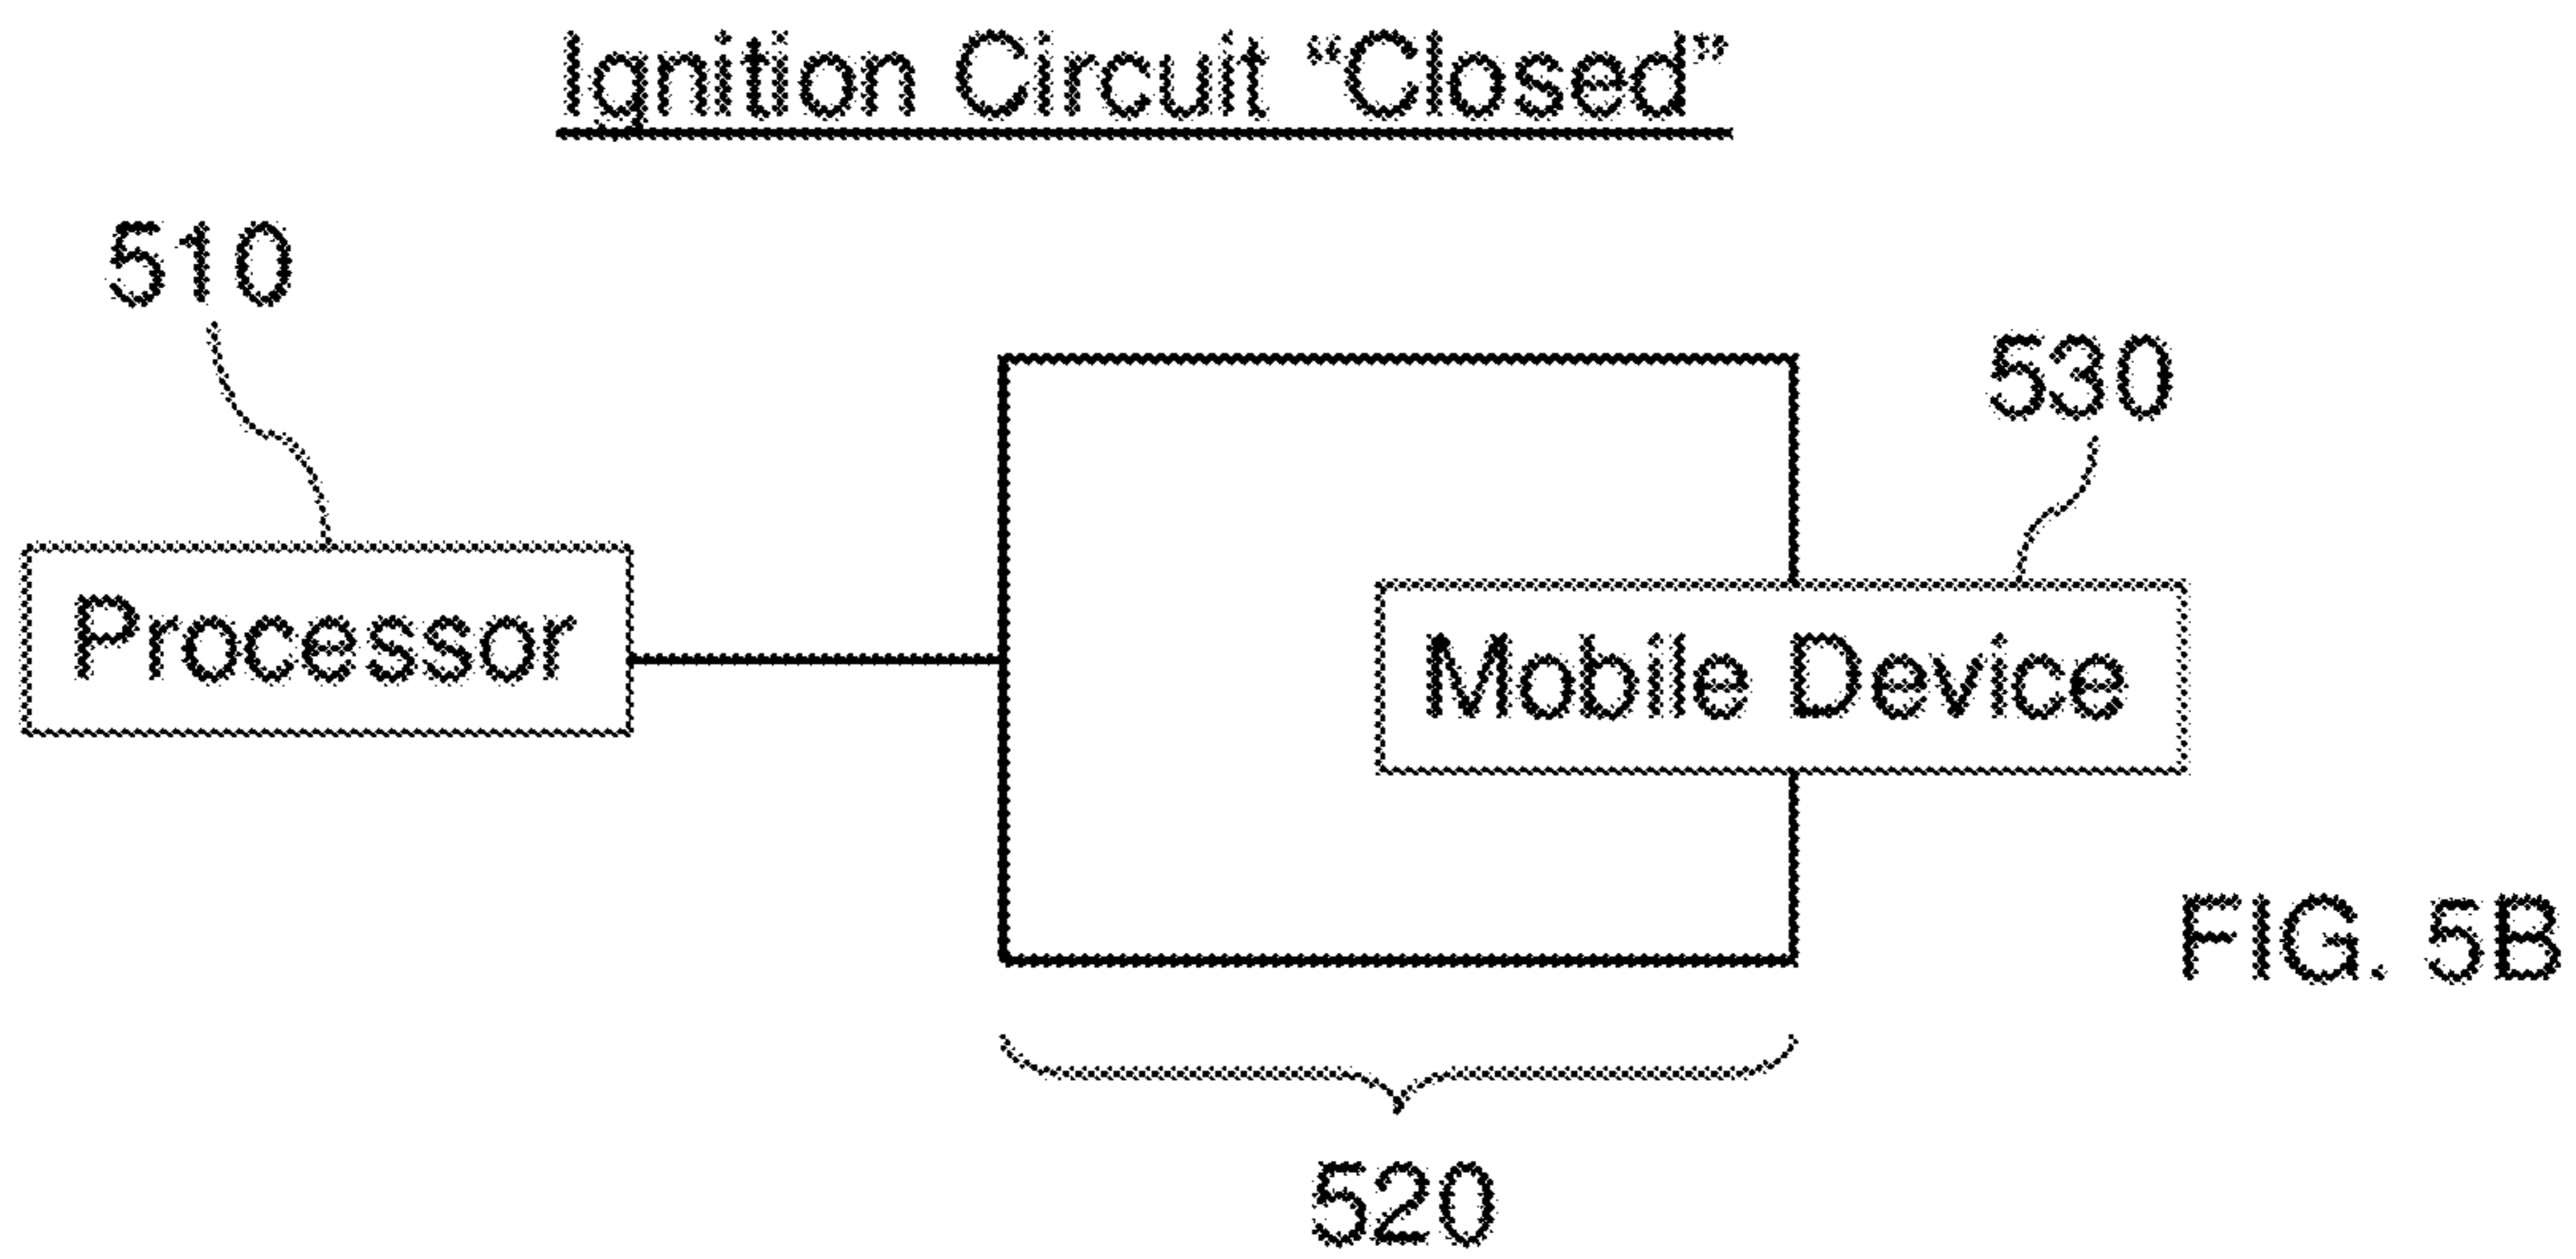 Ignition Circuit “Closed”
510
530
Processor
Mobile Device
FIG. 5B
520